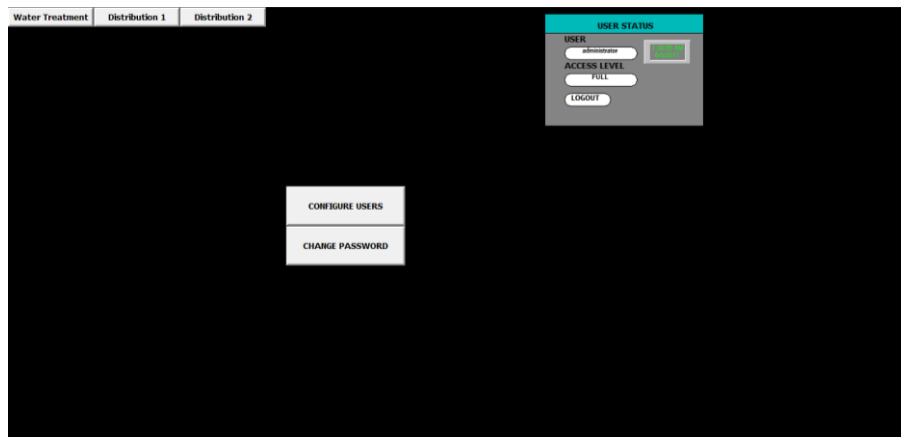 Water Treatment
Distribution 1
Distribution 2
USER STATUS
USER
administrator
ACCESS LEVEL
FULL
LOGOUT
CONFIGURE USERS
CHANGE PASSWORD